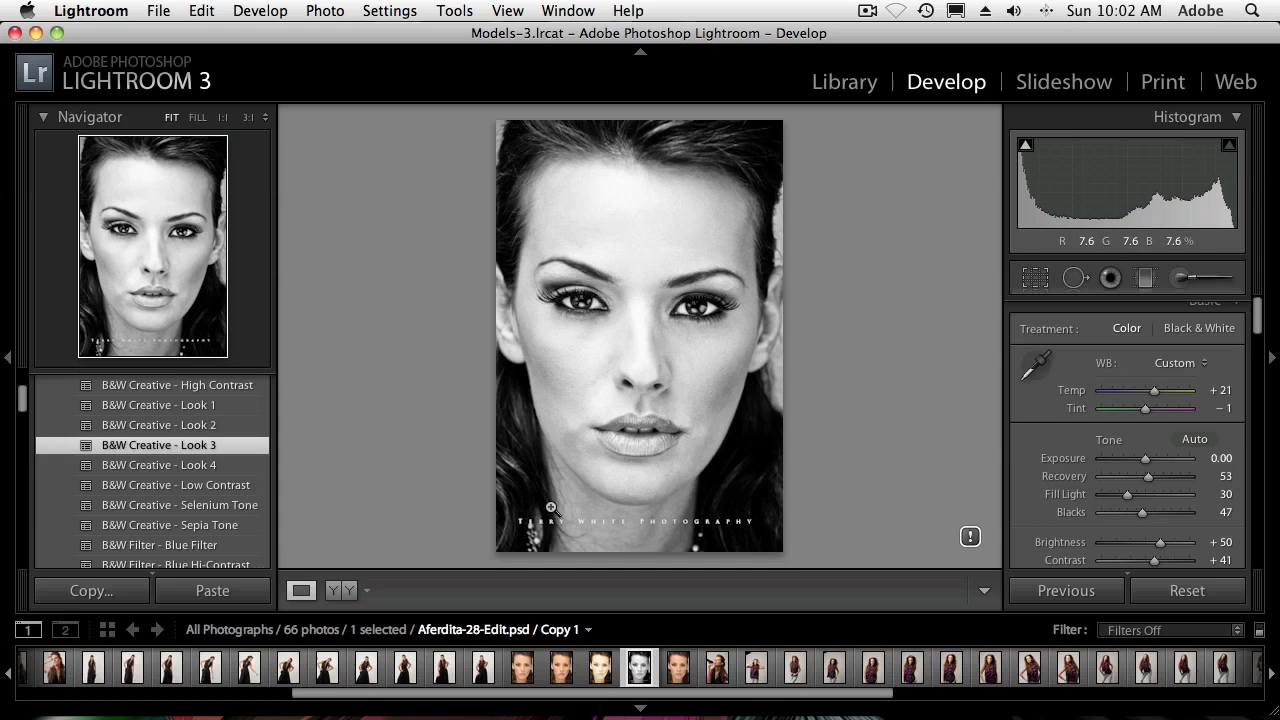 Lightroom File Edit Develop Photo Settings Tools View Window Help Sun 10:02 AM Adobe
Models-3.lrcat – Adobe Photoshop Lightroom – Develop
Lr ADOBE PHOTOSHOP
LIGHTROOM 3
Library | Develop | Slideshow | Print | Web
Navigator FIT FILL 1:1 3:1
Histogram
R 7.6 G 7.6 B 7.6 %
Basic
Treatment : Color | Black & White
WB: Custom
Temp + 21
Tint – 1
Tone Auto
Exposure 0.00
Recovery 53
Fill Light 30
Blacks 47
Brightness + 50
Contrast + 41
TERRY WHITE PHOTOGRAPHY
B&W Creative - High Contrast
B&W Creative - Look 1
B&W Creative - Look 2
B&W Creative - Look 3
B&W Creative - Look 4
B&W Creative - Low Contrast
B&W Creative - Selenium Tone
B&W Creative - Sepia Tone
B&W Filter - Blue Filter
B&W Filter - Blue Hi-Contrast
Copy... Paste
Y Y
Previous Reset
1 2 All Photographs / 66 photos / 1 selected / Aferdita-28-Edit.psd / Copy 1 Filter : Filters Off